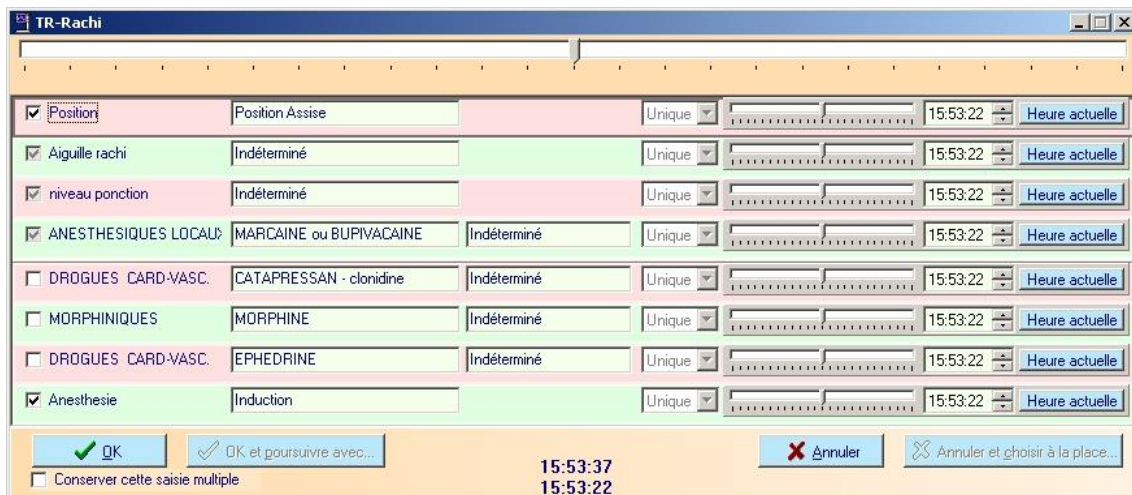 TR-Rachi
Position Position Assise Unique 15:53:22 Heure actuelle
Aiguille rachi Indéterminé Unique 15:53:22 Heure actuelle
niveau ponction Indéterminé Unique 15:53:22 Heure actuelle
ANESTHESIQUES LOCAUX MARCAINE ou BUPIVACAINE Indéterminé Unique 15:53:22 Heure actuelle
DROGUES CARD-VASC. CATAPRESSAN - clonidine Indéterminé Unique 15:53:22 Heure actuelle
MORPHINIQUES MORPHINE Indéterminé Unique 15:53:22 Heure actuelle
DROGUES CARD-VASC. EPHEDRINE Indéterminé Unique 15:53:22 Heure actuelle
Anesthesie Induction Unique 15:53:22 Heure actuelle
OK OK et poursuivre avec... Annuler Annuler et choisir à la place...
Conserver cette saisie multiple
15:53:37
15:53:22